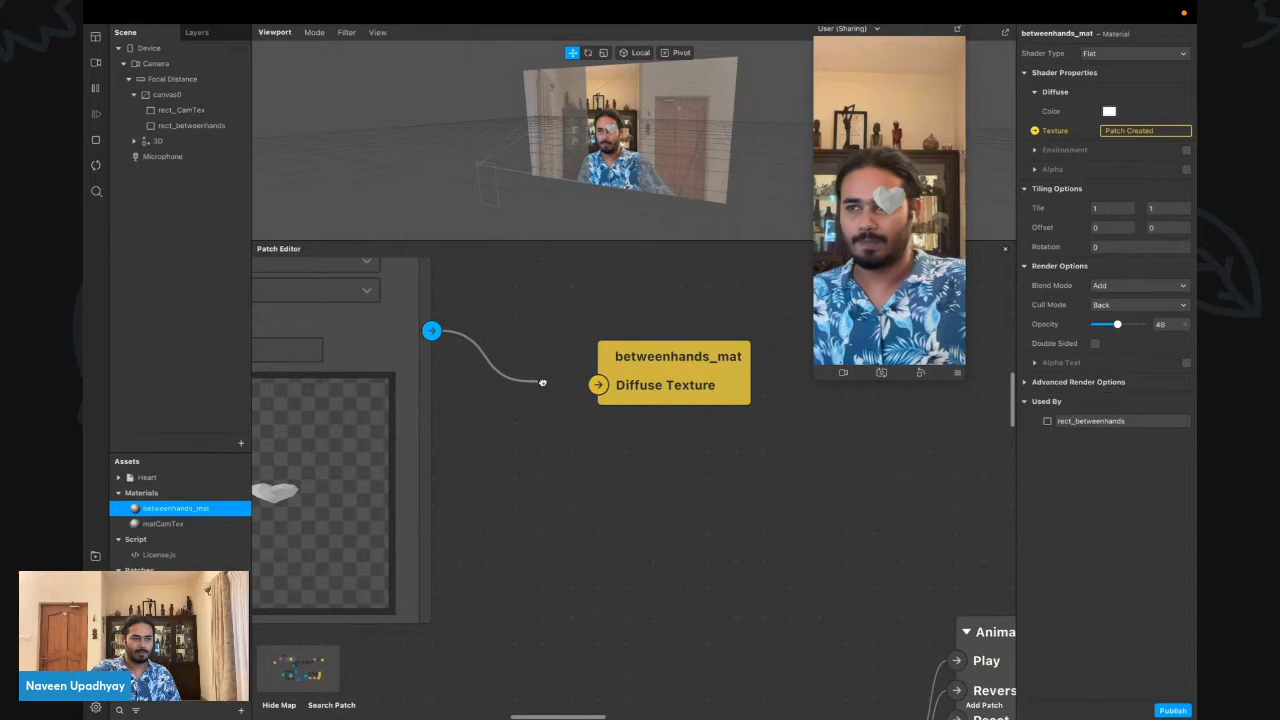 Scene
Layers
Device
Camera
Focal Distance
canvas0
rect_CamTex
rect_betweenhands
3D
Microphone
Assets
Heart
Materials
betweenhands_mat
matCamTex
Script
License.js
Patches
Naveen Upadhyay
Viewport
Mode
Filter
View
Local
Pivot
User (Sharing)
Patch Editor
betweenhands_mat
Diffuse Texture
Hide Map
Search Patch
Anima
Play
Revers
Add Patch
betweenhands_mat – Material
Shader Type
Flat
Shader Properties
Diffuse
Color
Texture
Patch Created
Environment
Alpha
Tiling Options
Tile
1
1
Offset
0
0
Rotation
0
Render Options
Blend Mode
Add
Cull Mode
Back
Opacity
48
%
Double Sided
Alpha Test
Advanced Render Options
Used By
rect_betweenhands
Publish